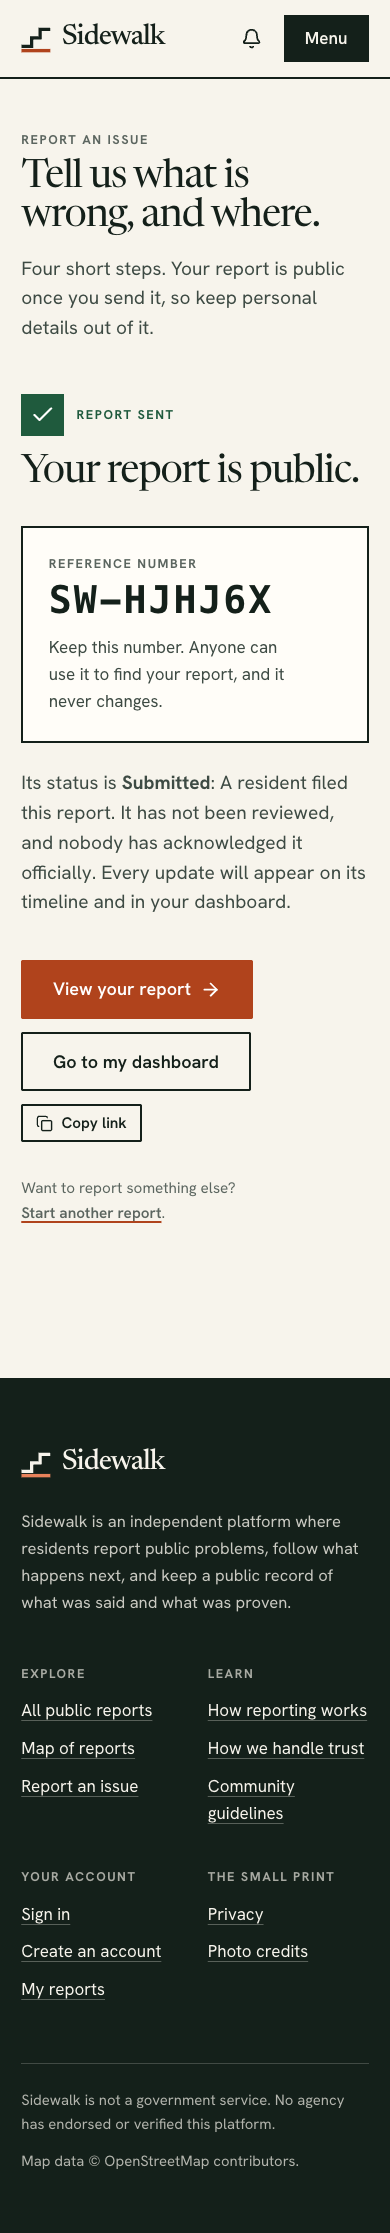 Sidewalk
Menu
REPORT AN ISSUE
Tell us what is
wrong, and where.
Four short steps. Your report is public
once you send it, so keep personal
details out of it.
REPORT SENT
Your report is public.
REFERENCE NUMBER
SW–HJHJ6X
Keep this number. Anyone can
use it to find your report, and it
never changes.
Its status is Submitted: A resident filed
this report. It has not been reviewed,
and nobody has acknowledged it
officially. Every update will appear on its
timeline and in your dashboard.
View your report →
Go to my dashboard
Copy link
Want to report something else?
Start another report.
Sidewalk
Sidewalk is an independent platform where
residents report public problems, follow what
happens next, and keep a public record of
what was said and what was proven.
EXPLORE
All public reports
Map of reports
Report an issue
LEARN
How reporting works
How we handle trust
Community
guidelines
YOUR ACCOUNT
Sign in
Create an account
My reports
THE SMALL PRINT
Privacy
Photo credits
Sidewalk is not a government service. No agency
has endorsed or verified this platform.
Map data © OpenStreetMap contributors.